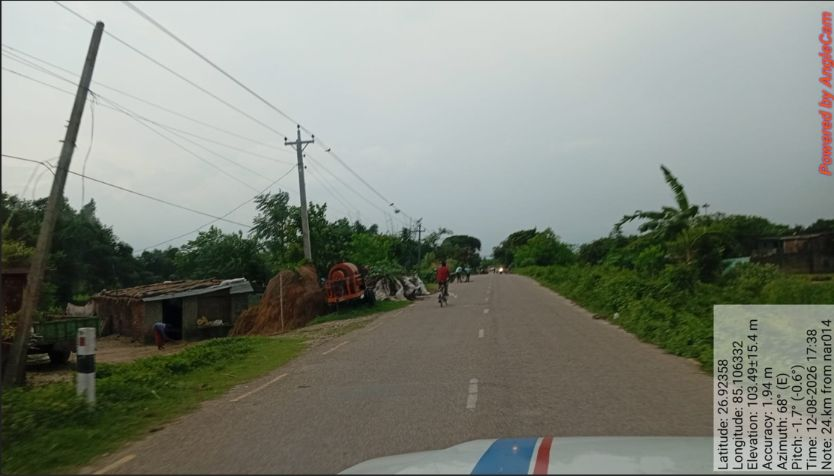 Powered by AngleCam
Latitude: 26.92358
Longitude: 85.106332
Elevation: 103.49±15.4 m
Accuracy: 1.94 m
Azimuth: 68° (E)
Pitch: -1.7° (-0.6°)
Time: 12-08-2026 17:38
Note: 24.km from nar014